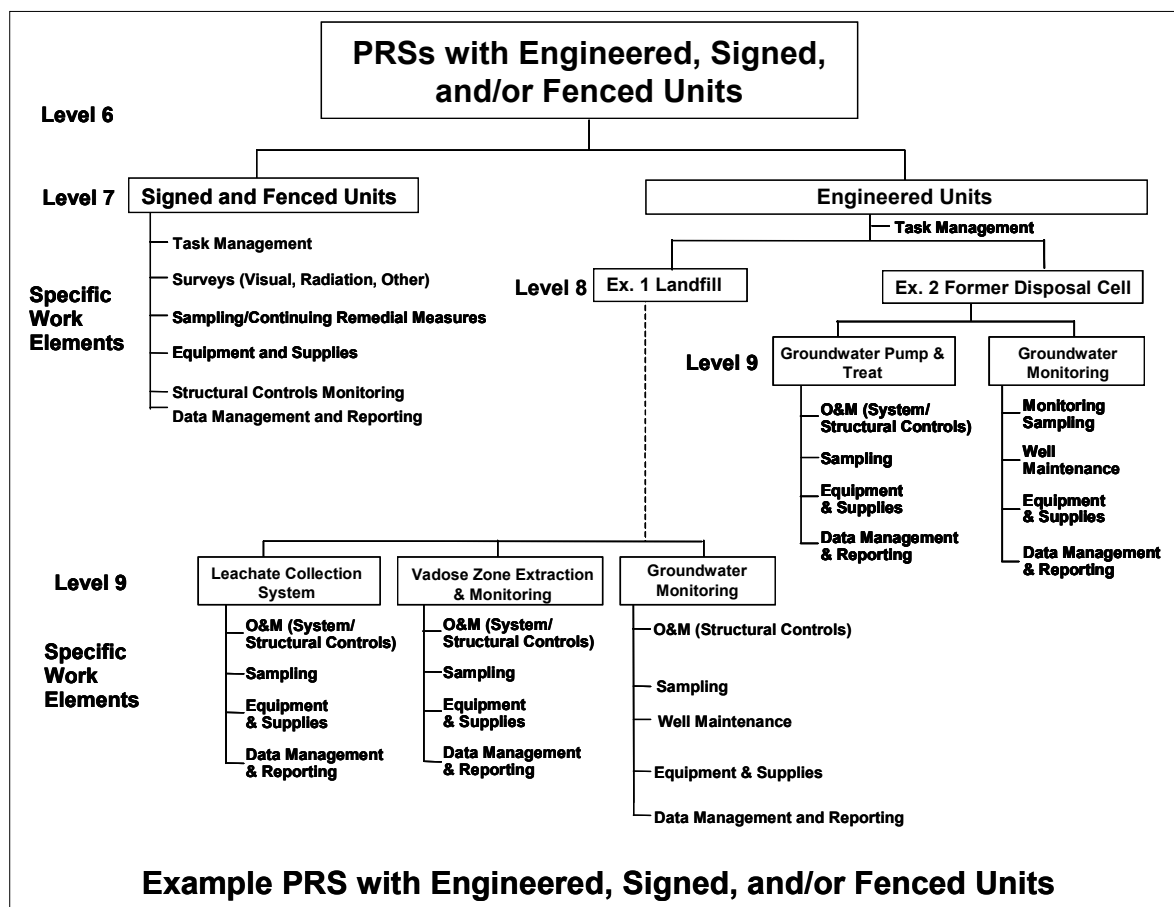 PRSs with Engineered, Signed,
and/or Fenced Units
Level 6
Level 7
Signed and Fenced Units
Engineered Units
Task Management
Task Management
Surveys (Visual, Radiation, Other)
Sampling/Continuing Remedial Measures
Equipment and Supplies
Structural Controls Monitoring
Data Management and Reporting
Specific
Work
Elements
Level 8
Ex. 1 Landfill
Ex. 2 Former Disposal Cell
Level 9
Groundwater Pump &
Treat
O&M (System/
Structural Controls)
Sampling
Equipment
& Supplies
Data Management
& Reporting
Groundwater
Monitoring
Monitoring
Sampling
Well
Maintenance
Equipment
& Supplies
Data Management
& Reporting
Level 9
Specific
Work
Elements
Leachate Collection
System
O&M (System/
Structural Controls)
Sampling
Equipment
& Supplies
Data Management
& Reporting
Vadose Zone Extraction
& Monitoring
O&M (System/
Structural Controls)
Sampling
Equipment
& Supplies
Data Management
& Reporting
Groundwater
Monitoring
O&M (Structural Controls)
Sampling
Well Maintenance
Equipment & Supplies
Data Management and Reporting
Example PRS with Engineered, Signed, and/or Fenced Units